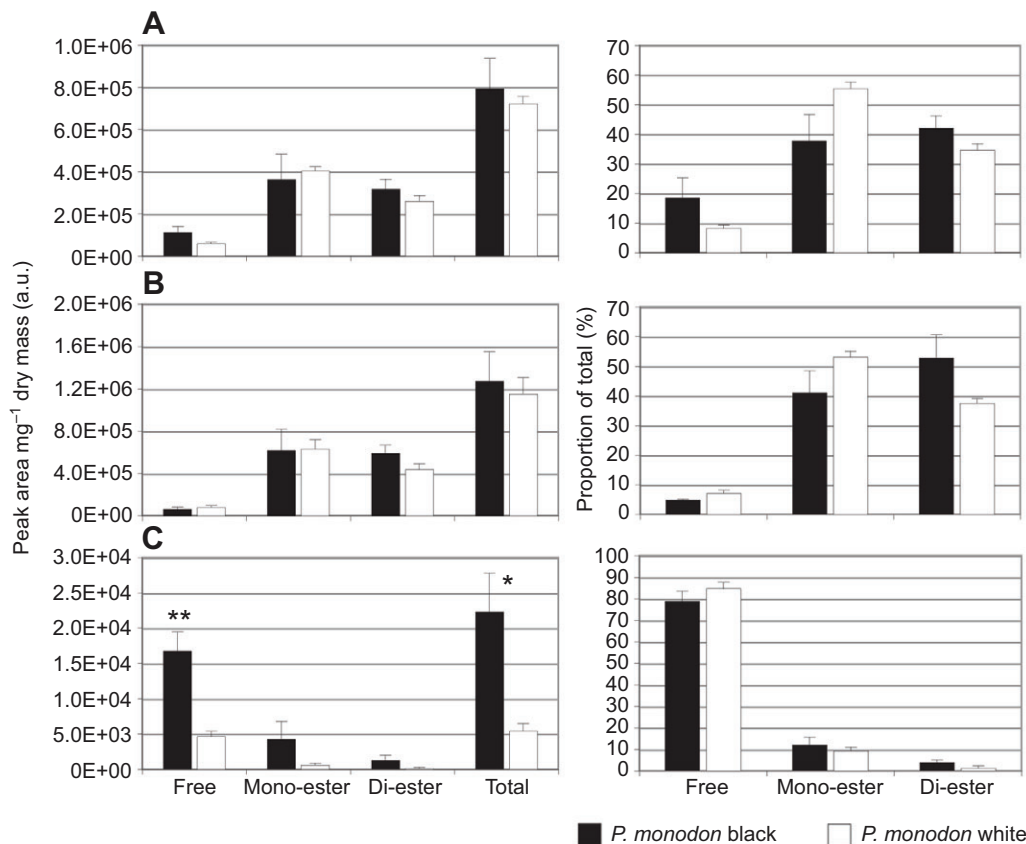 A
1.0E+06
8.0E+05
6.0E+05
4.0E+05
2.0E+05
0E+00
70
60
50
40
30
20
10
0
B
2.0E+06
1.6E+06
1.2E+06
8.0E+05
4.0E+05
0E+00
70
60
50
40
30
20
10
0
C
3.0E+04
2.5E+04
2.0E+04
1.5E+04
1.0E+04
5.0E+03
0E+00
**
*
100
90
80
70
60
50
40
30
20
10
0
Peak area mg⁻¹ dry mass (a.u.)
Proportion of total (%)
Free Mono-ester Di-ester Total
Free Mono-ester Di-ester
P. monodon black P. monodon white